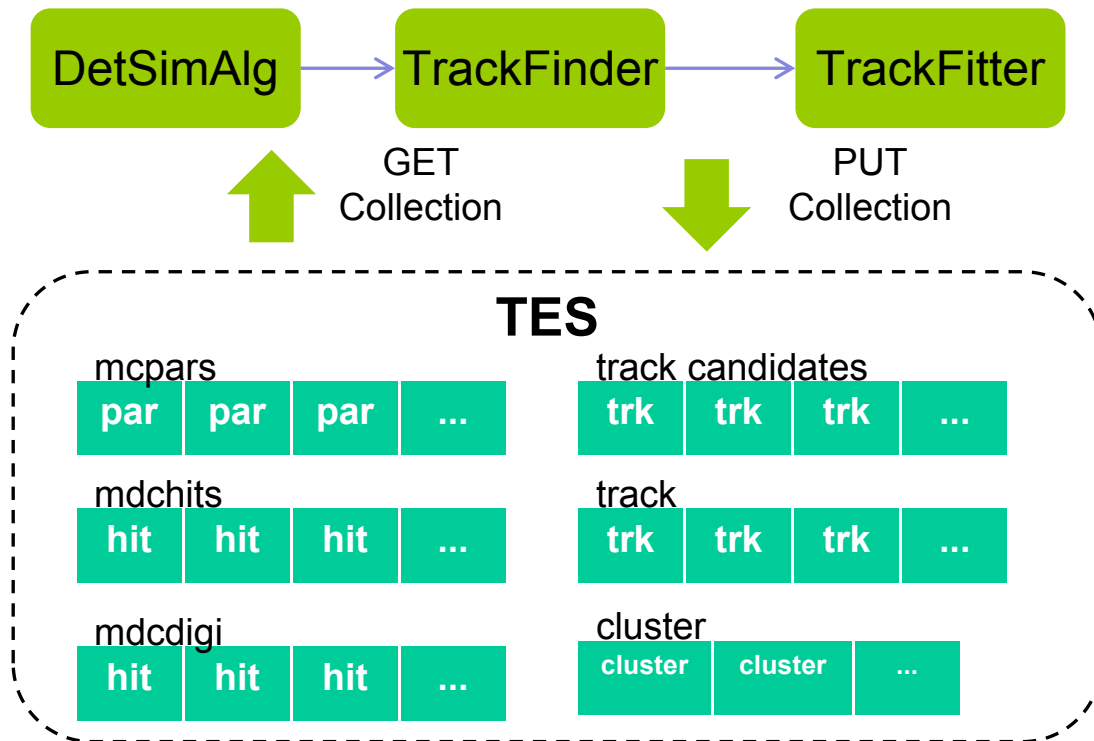 DetSimAlg
TrackFinder
TrackFitter
GET
Collection
PUT
Collection
TES
mcpars
par par par ...
mdchits
hit hit hit ...
mdcdigi
hit hit hit ...
track candidates
trk trk trk ...
track
trk trk trk ...
cluster
cluster cluster ...